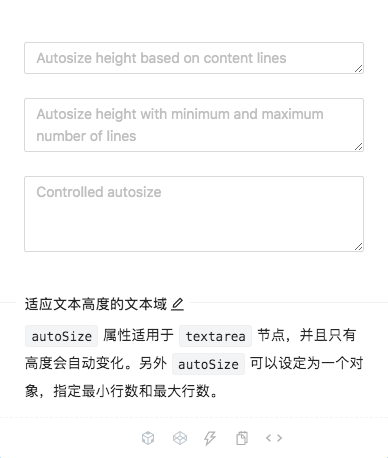 Autosize height based on content lines
Autosize height with minimum and maximum
number of lines
Controlled autosize
适应文本高度的文本域
autoSize 属性适用于 textarea 节点，并且只有
高度会自动变化。另外 autoSize 可以设定为一个对
象，指定最小行数和最大行数。